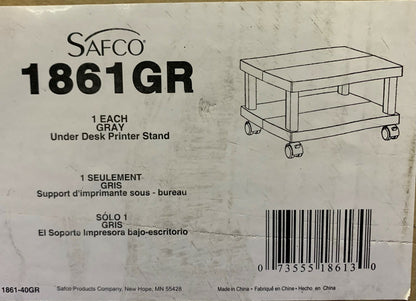 SAFCO®
1861GR
1 EACH
GRAY
Under Desk Printer Stand
1 SEULEMENT
GRIS
Support d'imprimante sous - bureau
SÓLO 1
GRIS
El Soporte Impresora bajo-escritorio
0 73555 18613 0
1861-40GR
Safco Products Company, New Hope, MN 55428
Made in China • Fabriqué en China • Hecho en China